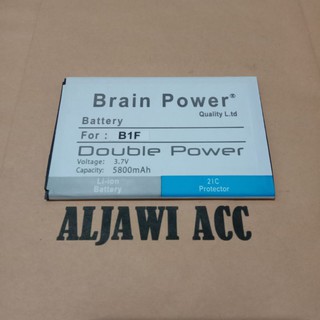 Brain Power®
Quality L.td
Battery
For : B1F
Double Power
Voltage: 3.7V
Capacity: 5800mAh
Li-ion 2IC
Battery Protector
ALJAWI ACC